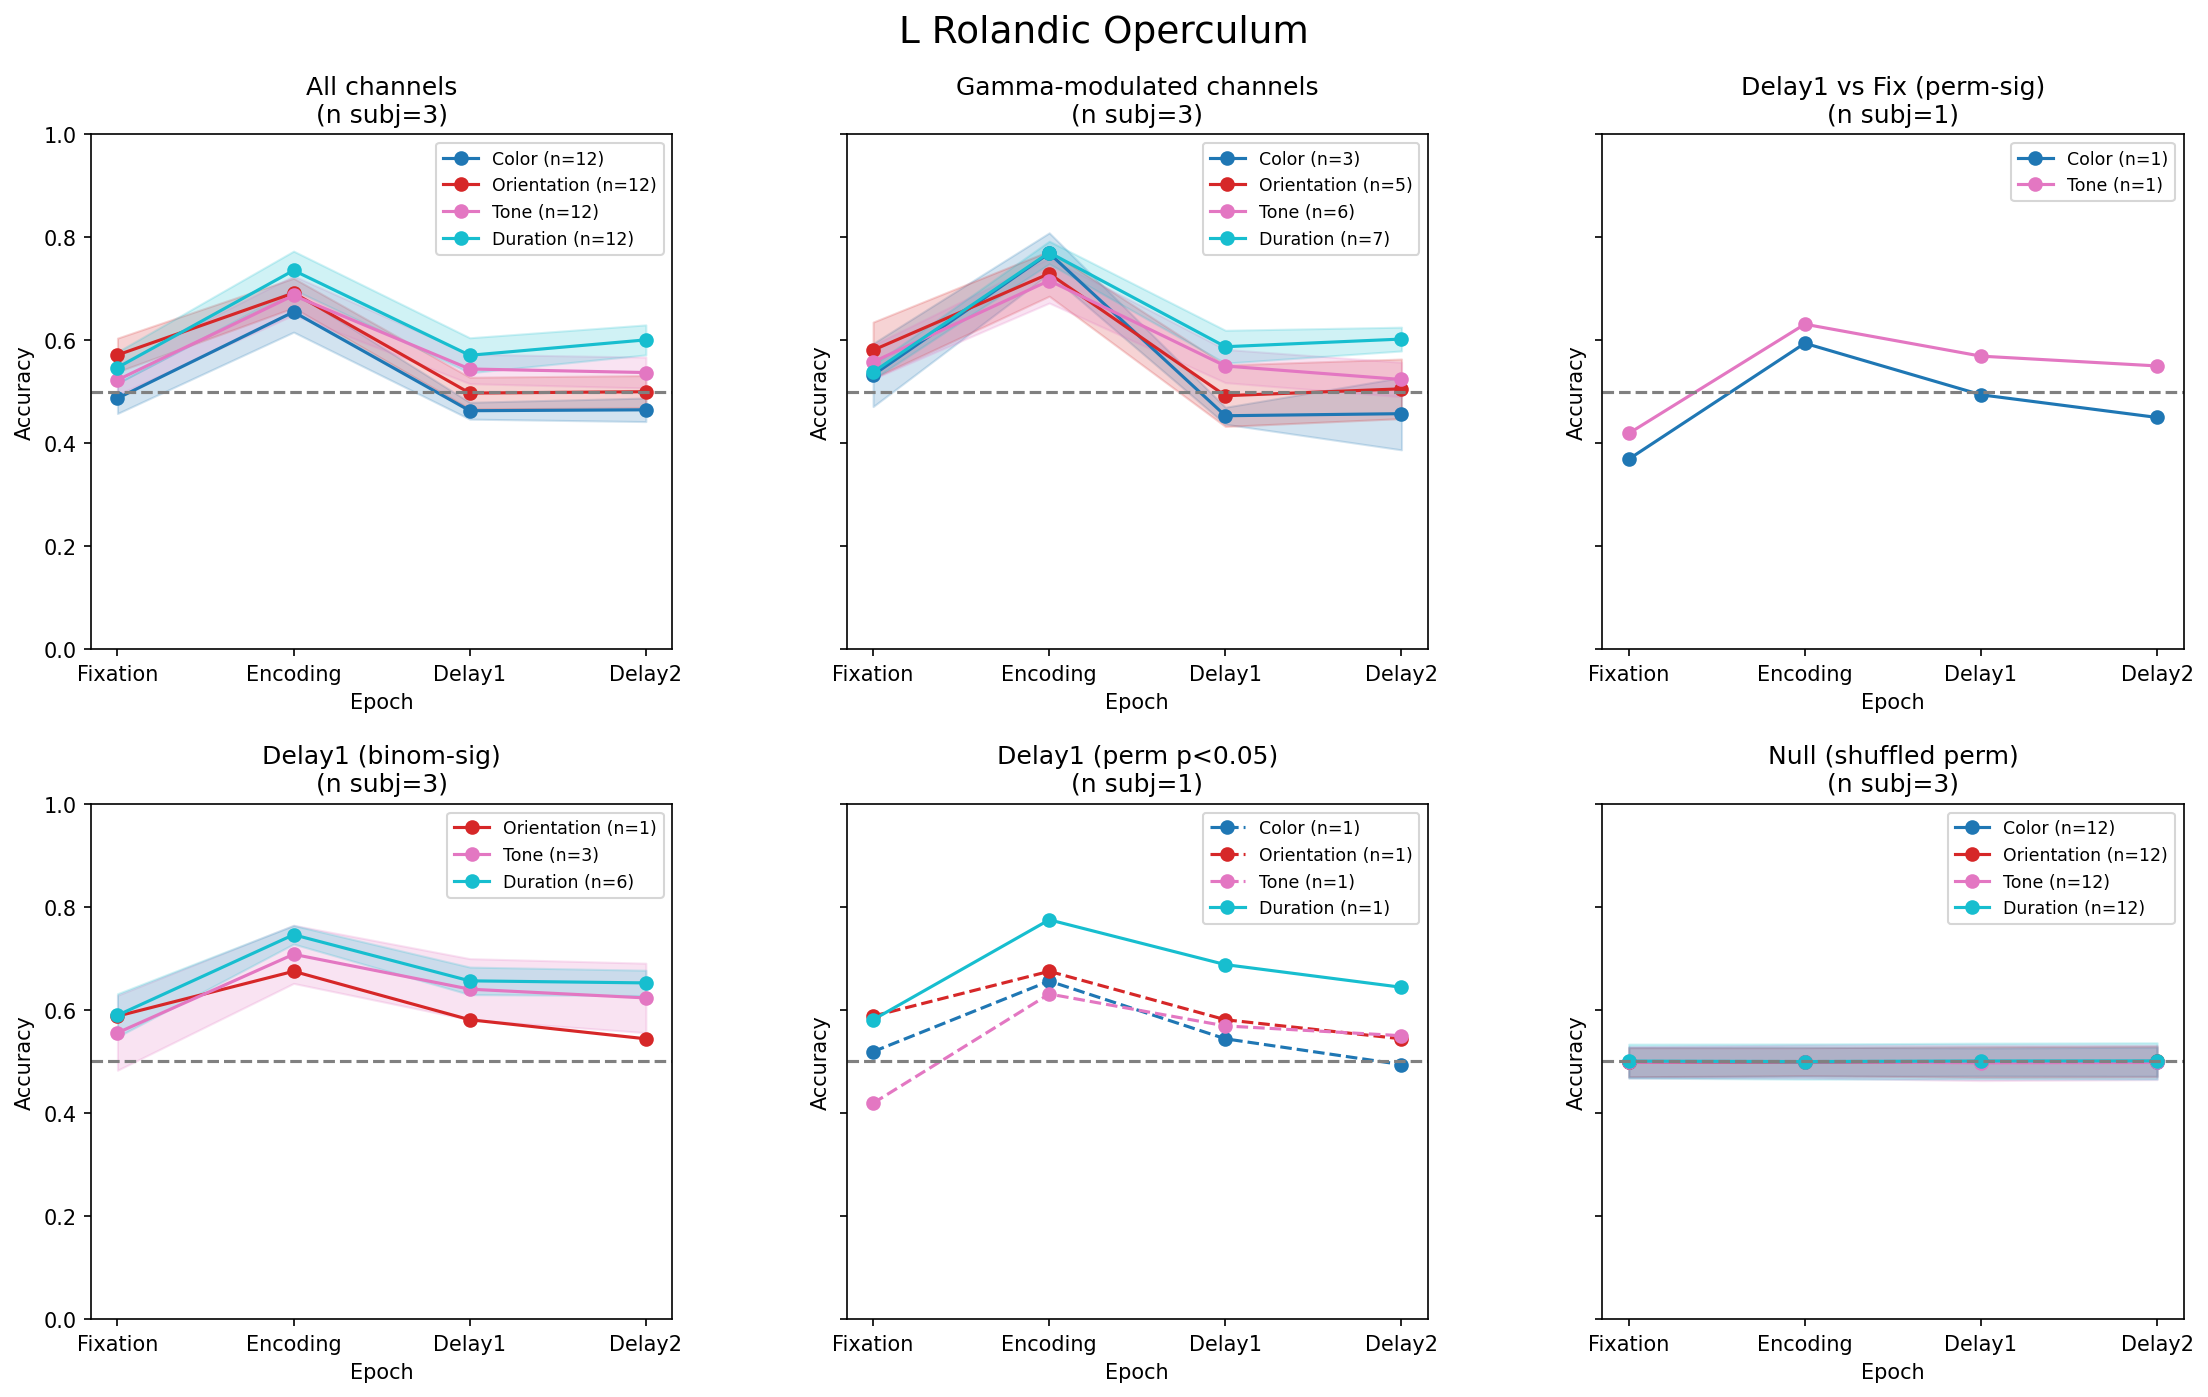 L Rolandic Operculum
All channels
(n subj=3)
1.0
0.8
0.6
0.4
0.2
0.0
Accuracy
Color (n=12)
Orientation (n=12)
Tone (n=12)
Duration (n=12)
Fixation Encoding Delay1 Delay2
Epoch
Gamma-modulated channels
(n subj=3)
Accuracy
Color (n=3)
Orientation (n=5)
Tone (n=6)
Duration (n=7)
Fixation Encoding Delay1 Delay2
Epoch
Delay1 vs Fix (perm-sig)
(n subj=1)
Accuracy
Color (n=1)
Tone (n=1)
Fixation Encoding Delay1 Delay2
Epoch
Delay1 (binom-sig)
(n subj=3)
1.0
0.8
0.6
0.4
0.2
0.0
Accuracy
Orientation (n=1)
Tone (n=3)
Duration (n=6)
Fixation Encoding Delay1 Delay2
Epoch
Delay1 (perm p<0.05)
(n subj=1)
Accuracy
Color (n=1)
Orientation (n=1)
Tone (n=1)
Duration (n=1)
Fixation Encoding Delay1 Delay2
Epoch
Null (shuffled perm)
(n subj=3)
Accuracy
Color (n=12)
Orientation (n=12)
Tone (n=12)
Duration (n=12)
Fixation Encoding Delay1 Delay2
Epoch